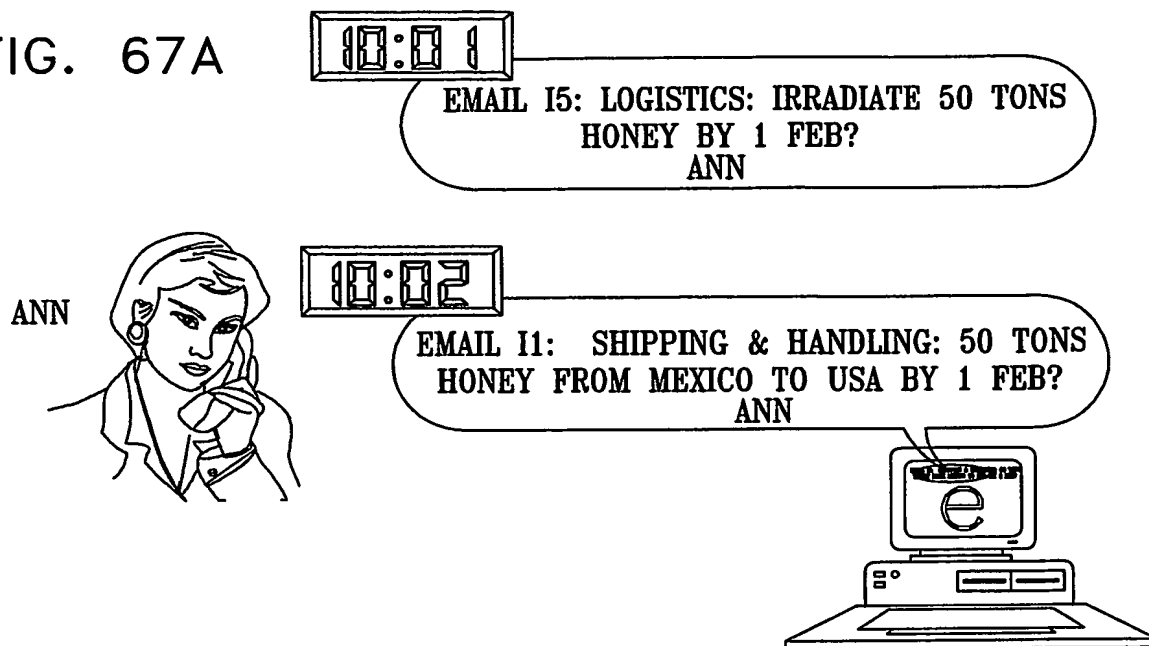 FIG. 67A
10:01
EMAIL I5: LOGISTICS: IRRADIATE 50 TONS
HONEY BY 1 FEB?
ANN
ANN
10:02
EMAIL I1: SHIPPING & HANDLING: 50 TONS
HONEY FROM MEXICO TO USA BY 1 FEB?
ANN
e